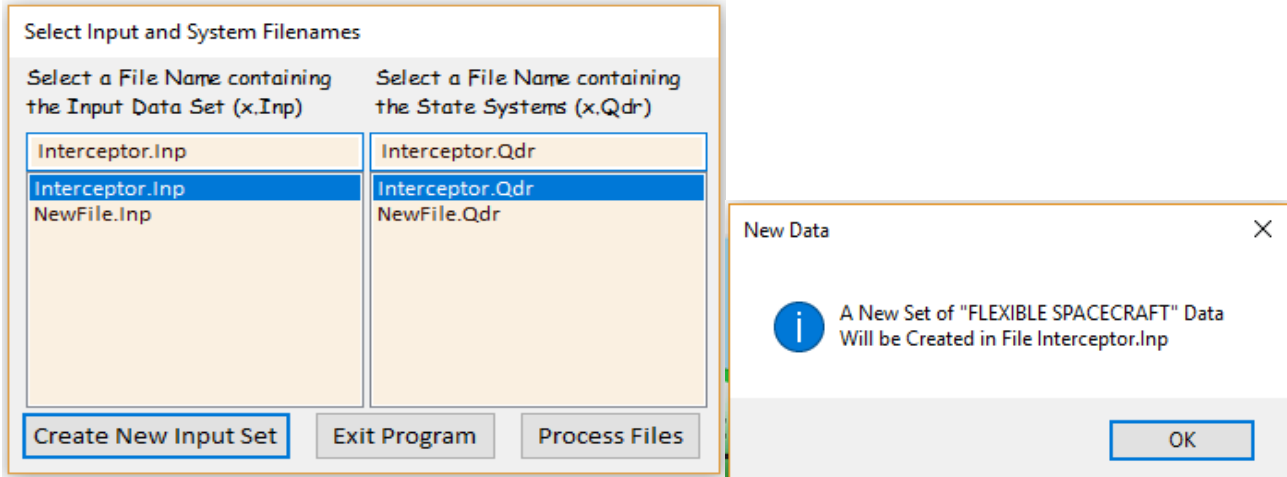 Select Input and System Filenames
Select a File Name containing
the Input Data Set (x.Inp)
Interceptor.Inp
Interceptor.Inp
NewFile.Inp
Select a File Name containing
the State Systems (x.Qdr)
Interceptor.Qdr
Interceptor.Qdr
NewFile.Qdr
Create New Input Set
Exit Program
Process Files
New Data
A New Set of "FLEXIBLE SPACECRAFT" Data
Will be Created in File Interceptor.Inp
OK